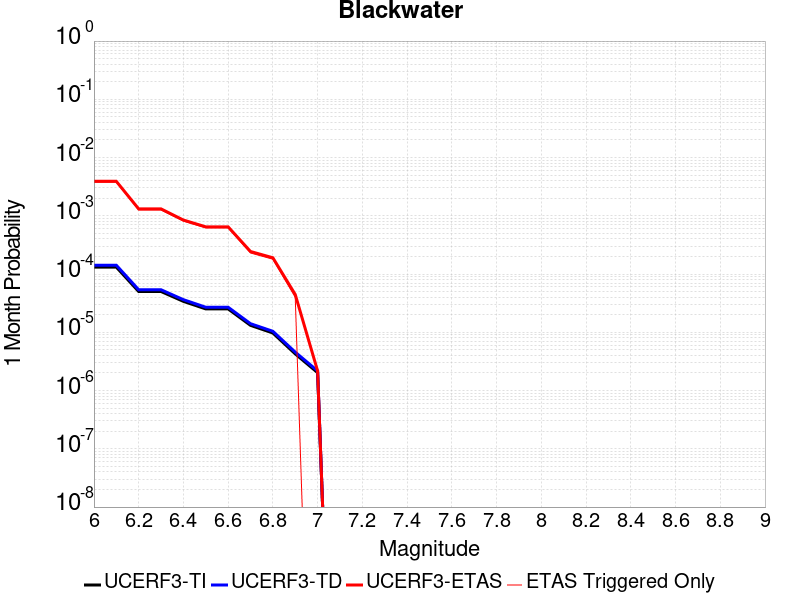 Blackwater
10^0
10^-1
10^-2
10^-3
10^-4
10^-5
10^-6
10^-7
10^-8
1 Month Probability
6 6.2 6.4 6.6 6.8 7 7.2 7.4 7.6 7.8 8 8.2 8.4 8.6 8.8 9
Magnitude
UCERF3-TI UCERF3-TD UCERF3-ETAS ETAS Triggered Only